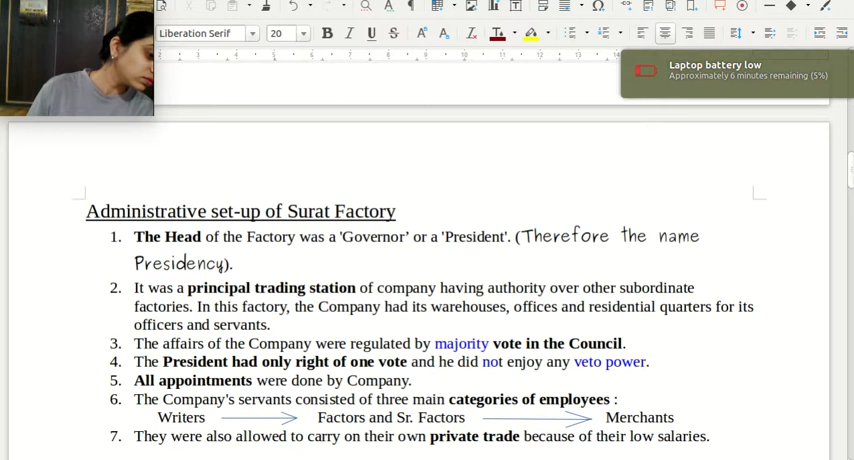 Liberation Serif
20
Laptop battery low
Approximately 6 minutes remaining (5%)
Administrative set-up of Surat Factory
1. The Head of the Factory was a 'Governor’ or a 'President'. (Therefore the name
Presidency).
2. It was a principal trading station of company having authority over other subordinate
factories. In this factory, the Company had its warehouses, offices and residential quarters for its
officers and servants.
3. The affairs of the Company were regulated by majority vote in the Council.
4. The President had only right of one vote and he did not enjoy any veto power.
5. All appointments were done by Company.
6. The Company's servants consisted of three main categories of employees :
Writers Factors and Sr. Factors Merchants
7. They were also allowed to carry on their own private trade because of their low salaries.